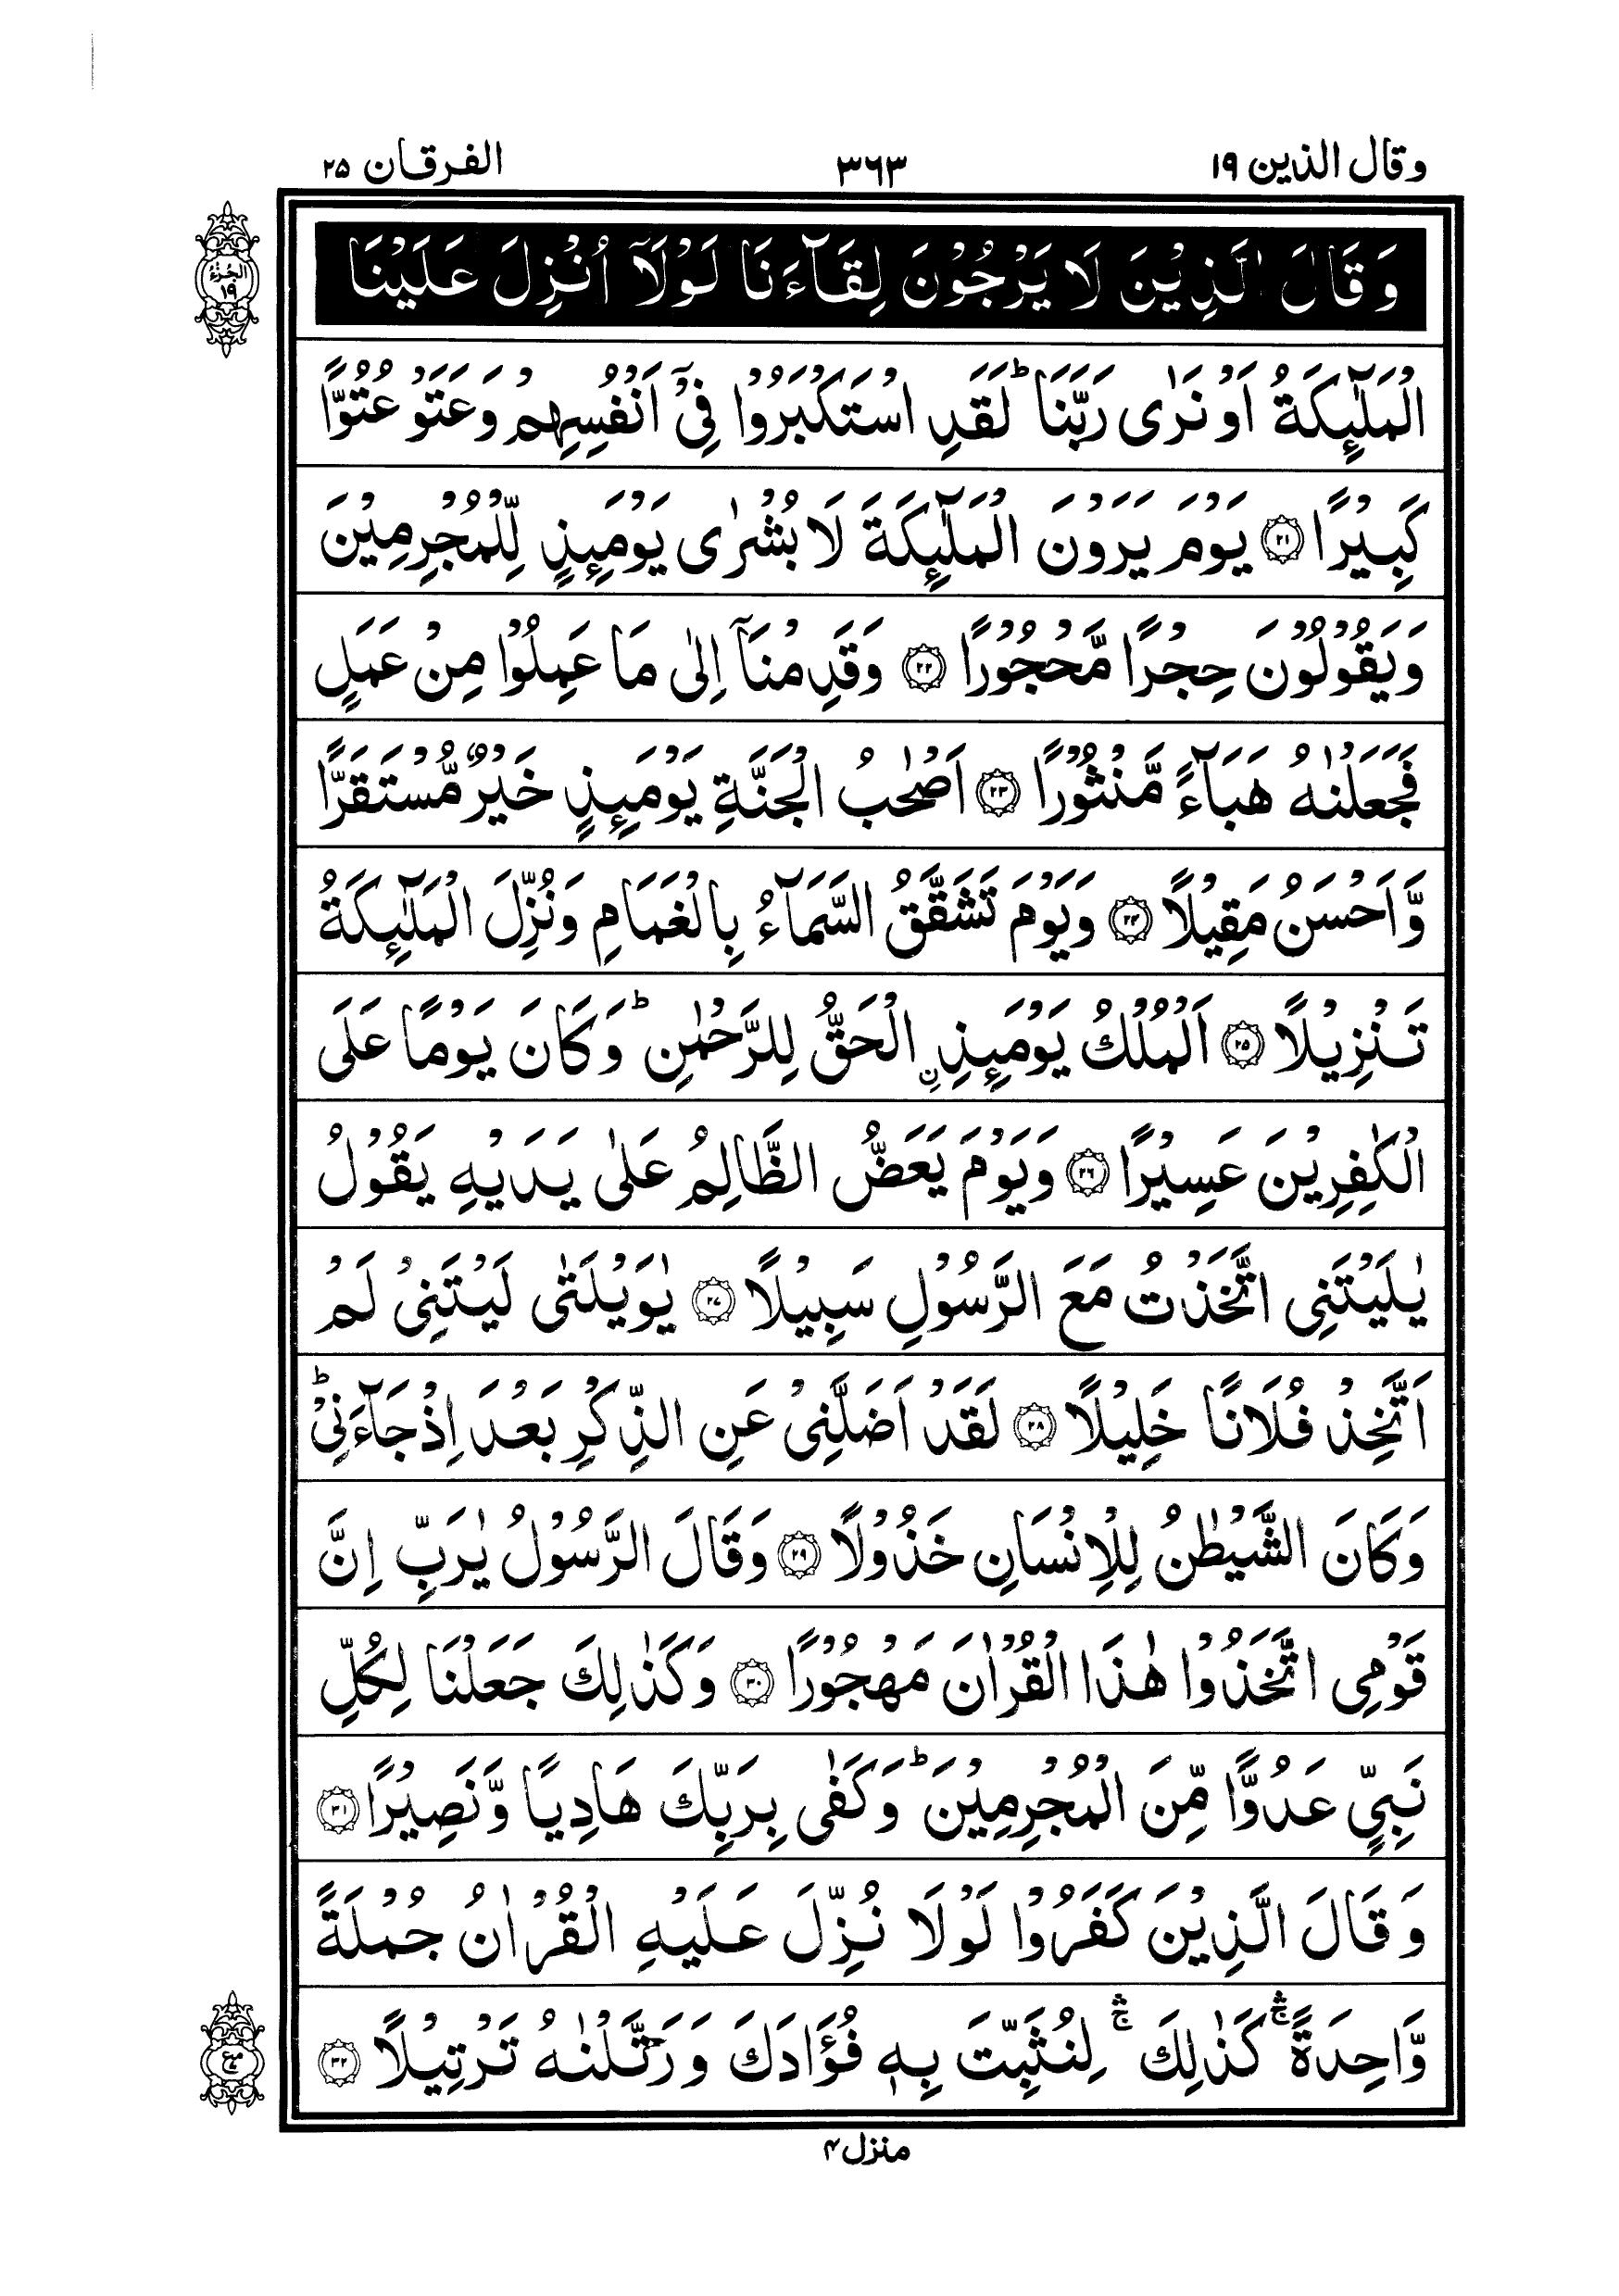 وقال الذين ١٩
٣٦٣
الفرقان ٢٥
الجزء ١٩
وَقَالَ الَّذِيْنَ لَا يَرْجُوْنَ لِقَآءَنَا لَوْلَاۤ اُنْزِلَ عَلَيْنَا
الْمَلٰٓئِكَةُ اَوْ نَرٰى رَبَّنَا ؕ لَقَدِ اسْتَكْبَرُوْا فِيْۤ اَنْفُسِهِمْ وَعَتَوْ عُتُوًّا
كَبِيْرًا ۟۲۱ يَوْمَ يَرَوْنَ الْمَلٰٓئِكَةَ لَا بُشْرٰى يَوْمَئِذٍ لِّلْمُجْرِمِيْنَ
وَيَقُوْلُوْنَ حِجْرًا مَّحْجُوْرًا ۟۲۲ وَقَدِمْنَاۤ اِلٰى مَا عَمِلُوْا مِنْ عَمَلٍ
فَجَعَلْنٰهُ هَبَآءً مَّنْثُوْرًا ۟۲۳ اَصْحٰبُ الْجَنَّةِ يَوْمَئِذٍ خَيْرٌ مُّسْتَقَرًّا
وَّاَحْسَنُ مَقِيْلًا ۟۲۴ وَيَوْمَ تَشَقَّقُ السَّمَآءُ بِالْغَمَامِ وَنُزِّلَ الْمَلٰٓئِكَةُ
تَنْزِيْلًا ۟۲۵ اَلْمُلْكُ يَوْمَئِذِ ۨالْحَقُّ لِلرَّحْمٰنِ ؕ وَكَانَ يَوْمًا عَلَى
الْكٰفِرِيْنَ عَسِيْرًا ۟۲۶ وَيَوْمَ يَعَضُّ الظَّالِمُ عَلٰى يَدَيْهِ يَقُوْلُ
يٰلَيْتَنِى اتَّخَذْتُ مَعَ الرَّسُوْلِ سَبِيْلًا ۟۲۷ يٰوَيْلَتٰى لَيْتَنِيْ لَمْ
اَتَّخِذْ فُلَانًا خَلِيْلًا ۟۲۸ لَقَدْ اَضَلَّنِيْ عَنِ الذِّكْرِ بَعْدَ اِذْ جَآءَنِيْ ؕ
وَكَانَ الشَّيْطٰنُ لِلْاِنْسَانِ خَذُوْلًا ۟۲۹ وَقَالَ الرَّسُوْلُ يٰرَبِّ اِنَّ
قَوْمِى اتَّخَذُوْا هٰذَا الْقُرْاٰنَ مَهْجُوْرًا ۟۳۰ وَكَذٰلِكَ جَعَلْنَا لِكُلِّ
نَبِيٍّ عَدُوًّا مِّنَ الْمُجْرِمِيْنَ ؕ وَكَفٰى بِرَبِّكَ هَادِيًا وَّنَصِيْرًا ۟۳۱
وَقَالَ الَّذِيْنَ كَفَرُوْا لَوْلَا نُزِّلَ عَلَيْهِ الْقُرْاٰنُ جُمْلَةً
وَّاحِدَةً ۛۚ كَذٰلِكَ ۛۚ لِنُثَبِّتَ بِهٖ فُؤَادَكَ وَرَتَّلْنٰهُ تَرْتِيْلًا ۟۳۲
منزل ۴